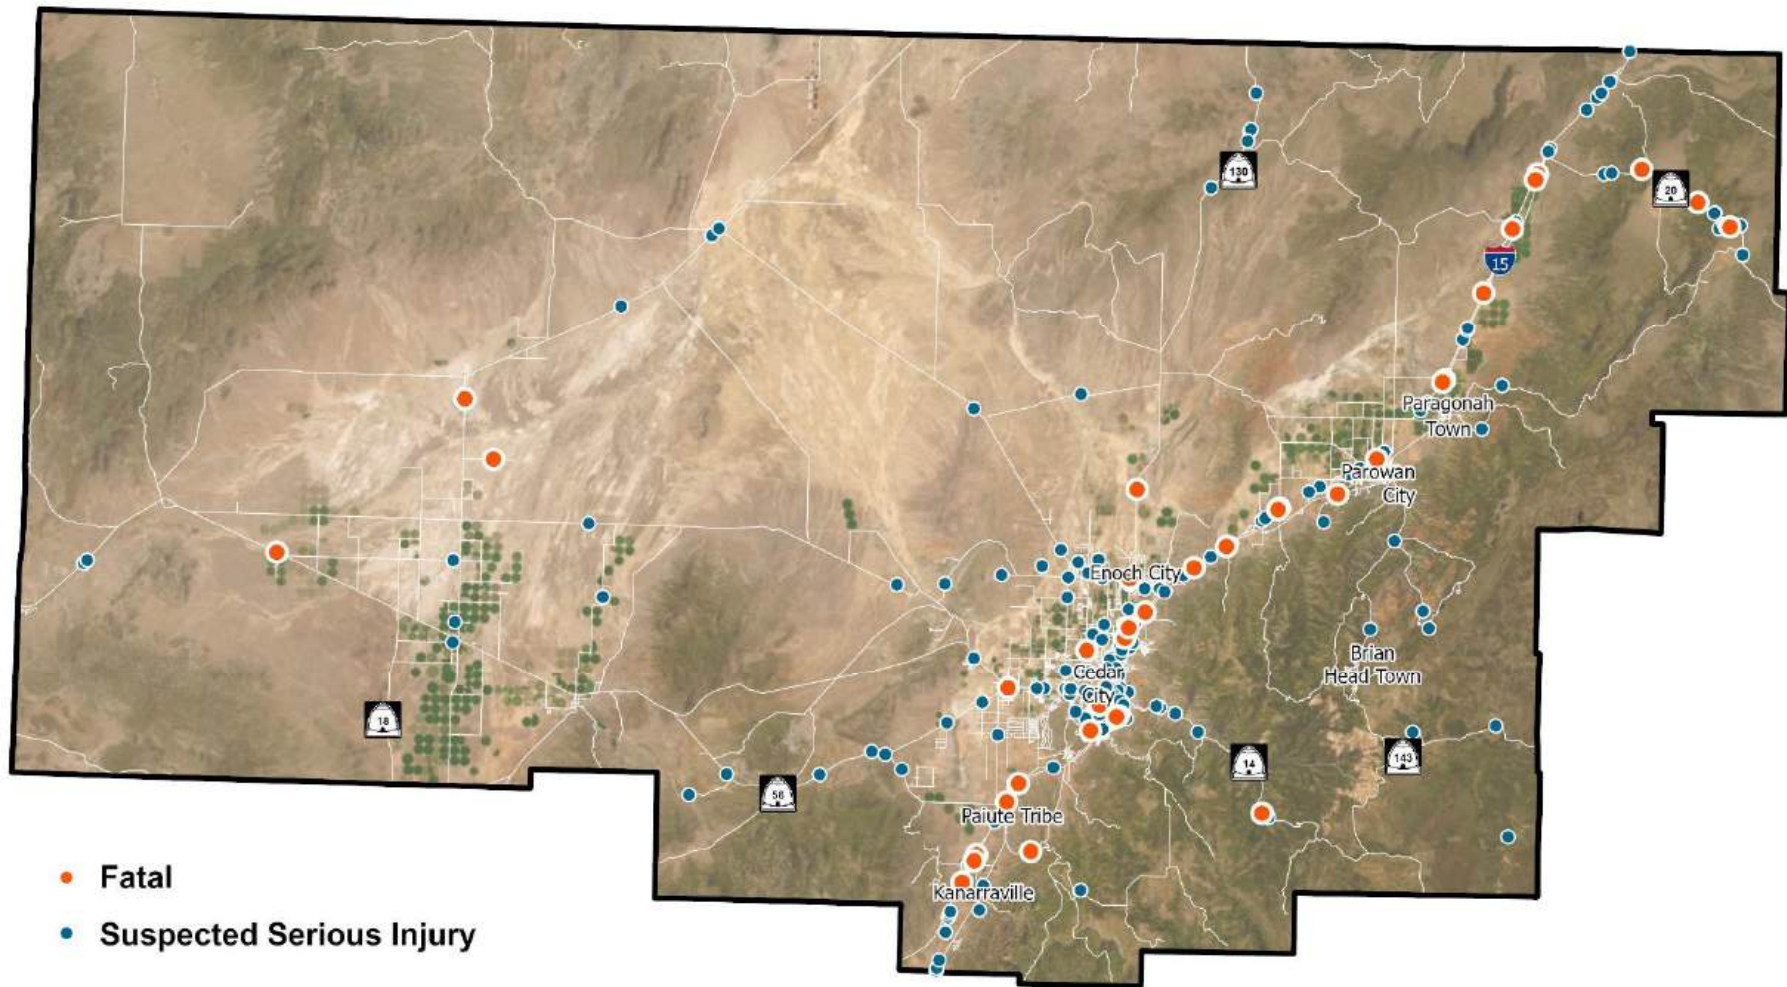 130
20
15
Paragonah
Town
Parowan
City
Enoch City
Brian
Head Town
Cedar
City
18
56
14
143
Paiute Tribe
Kanarraville
Fatal
Suspected Serious Injury